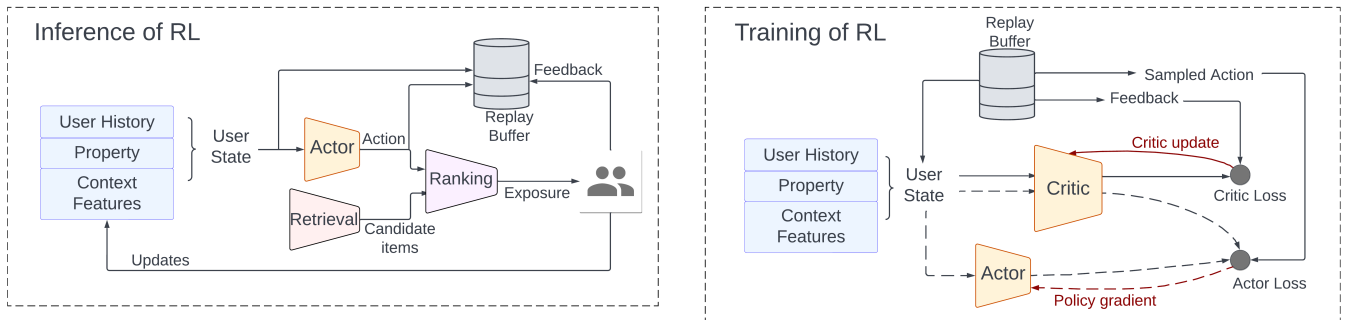 Inference of RL
Feedback
Replay
Buffer
User History
Property
Context
Features
User
State
Actor
Action
Ranking
Exposure
Retrieval
Candidate
items
Updates
Training of RL
Replay
Buffer
Sampled Action
Feedback
User History
Property
Context
Features
User
State
Critic update
Critic
Critic Loss
Actor
Actor Loss
Policy gradient